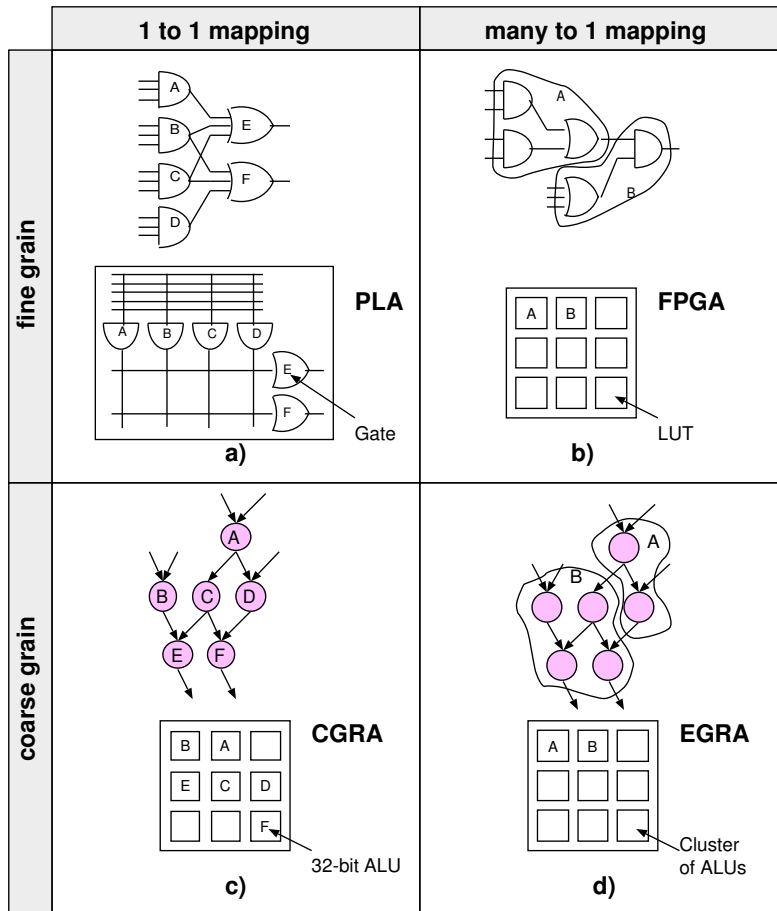 1 to 1 mapping
many to 1 mapping
fine grain
coarse grain
A
B
E
C
F
D
PLA
A B C D
E
F
Gate
a)
A
B
FPGA
A B
LUT
b)
A
B C D
E F
CGRA
B A
E C D
F
32-bit ALU
c)
A
B
EGRA
A B
Cluster
of ALUs
d)